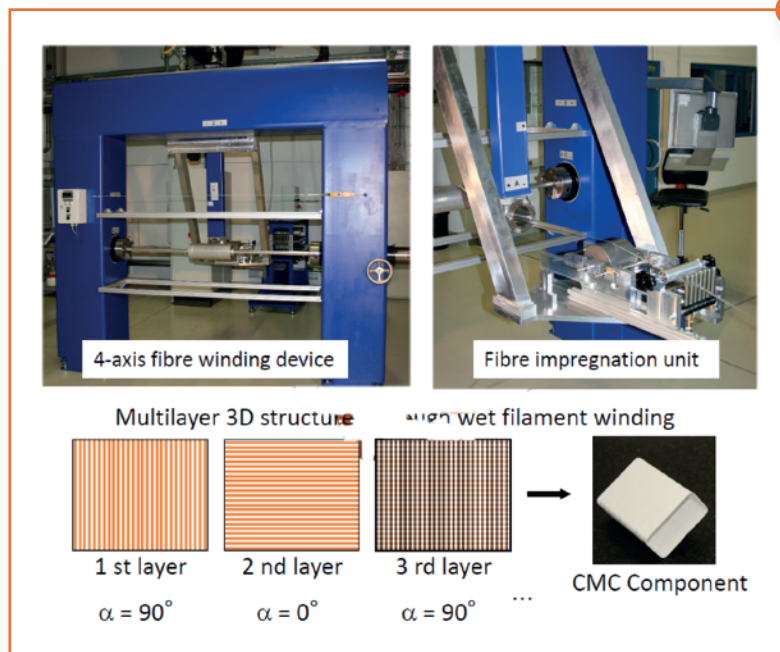 4-axis fibre winding device
Fibre impregnation unit
Multilayer 3D structure wet filament winding
1 st layer
2 nd layer
3 rd layer
CMC Component
α = 90°
α = 0°
α = 90°
...